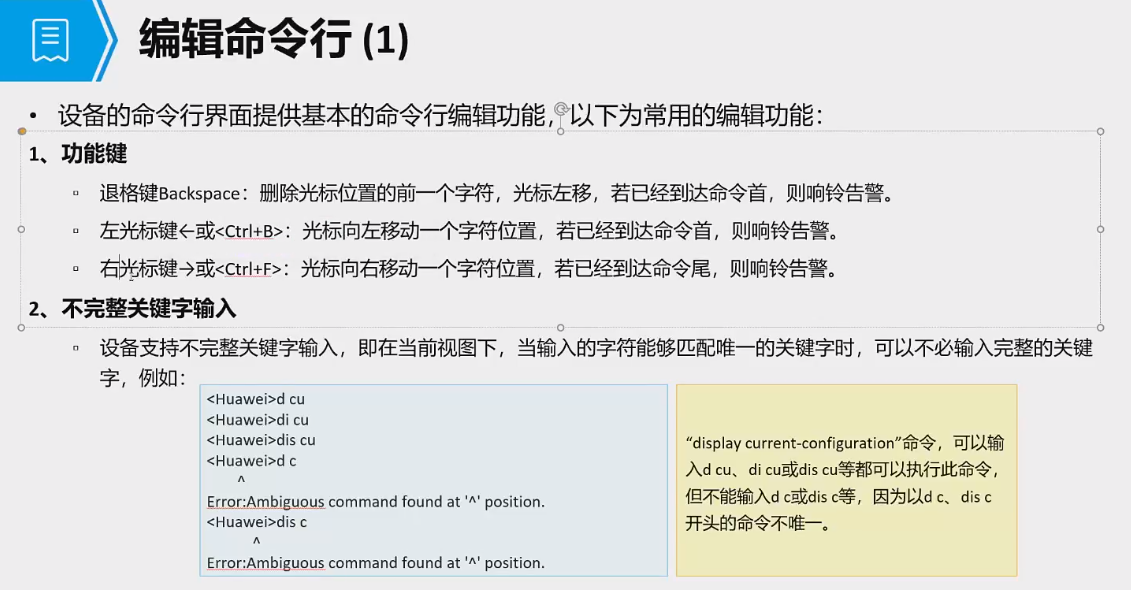 编辑命令行 (1)
• 设备的命令行界面提供基本的命令行编辑功能，以下为常用的编辑功能：
1、功能键
▫ 退格键Backspace：删除光标位置的前一个字符，光标左移，若已经到达命令首，则响铃告警。
▫ 左光标键←或<Ctrl+B>：光标向左移动一个字符位置，若已经到达命令首，则响铃告警。
▫ 右光标键→或<Ctrl+F>：光标向右移动一个字符位置，若已经到达命令尾，则响铃告警。
2、不完整关键字输入
▫ 设备支持不完整关键字输入，即在当前视图下，当输入的字符能够匹配唯一的关键字时，可以不必输入完整的关键
字，例如：
<Huawei>d cu
<Huawei>di cu
<Huawei>dis cu
<Huawei>d c
^
Error:Ambiguous command found at '^' position.
<Huawei>dis c
^
Error:Ambiguous command found at '^' position.
“display current-configuration”命令，可以输
入d cu、di cu或dis cu等都可以执行此命令，
但不能输入d c或dis c等，因为以d c、dis c
开头的命令不唯一。